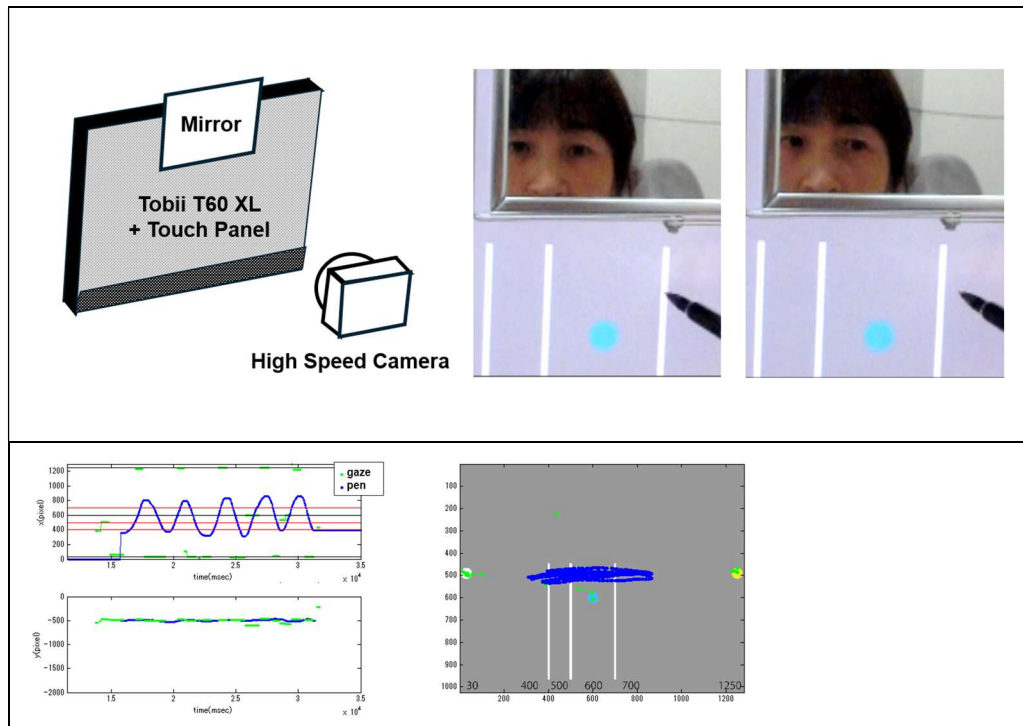 Mirror
Tobii T60 XL
+ Touch Panel
High Speed Camera
gaze
pen
1200
1000
800
600
400
200
0
x(pixel)
1.5 2 2.5 3 3.5
time(msec)
x 10⁴
0
−500
−1000
−1500
−2000
y(pixel)
1.5 2 2.5 3 3.5
time(msec)
x 10⁴
100
200
300
400
500
600
700
800
900
1000
30 400 500 600 700 1250
200 400 600 800 1000 1200